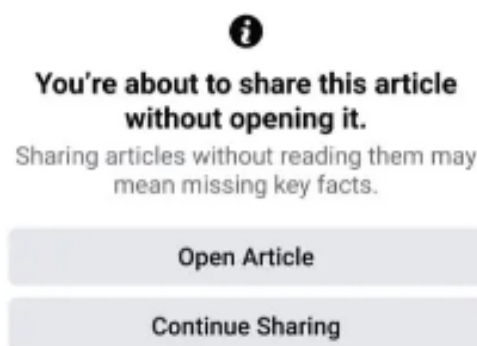 You're about to share this article
without opening it.
Sharing articles without reading them may
mean missing key facts.
Open Article
Continue Sharing